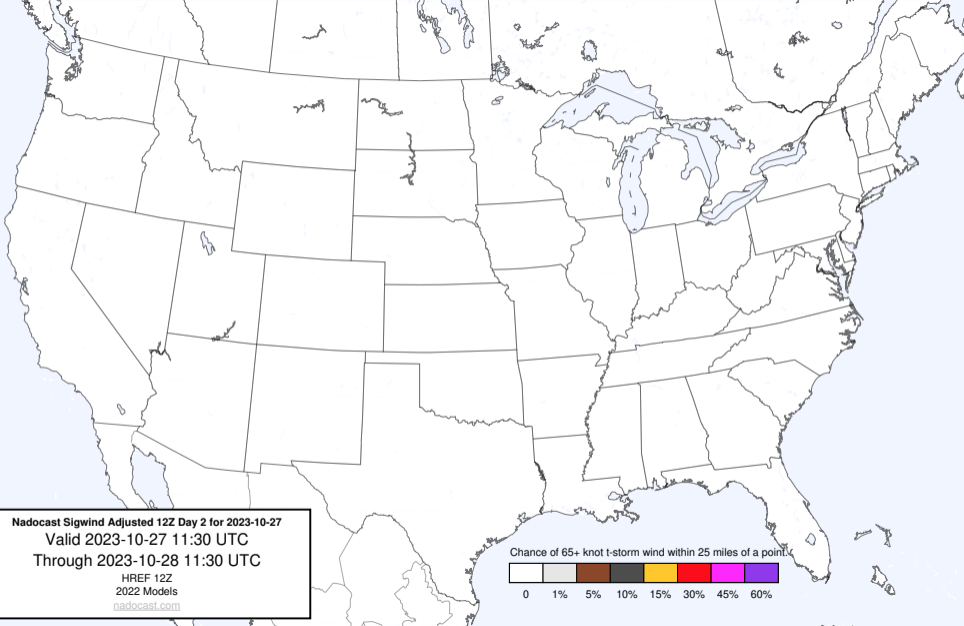 Nadocast Sigwind Adjusted 12Z Day 2 for 2023-10-27
Valid 2023-10-27 11:30 UTC
Through 2023-10-28 11:30 UTC
HREF 12Z
2022 Models
nadocast.com
Chance of 65+ knot t-storm wind within 25 miles of a point.
0 1% 5% 10% 15% 30% 45% 60%